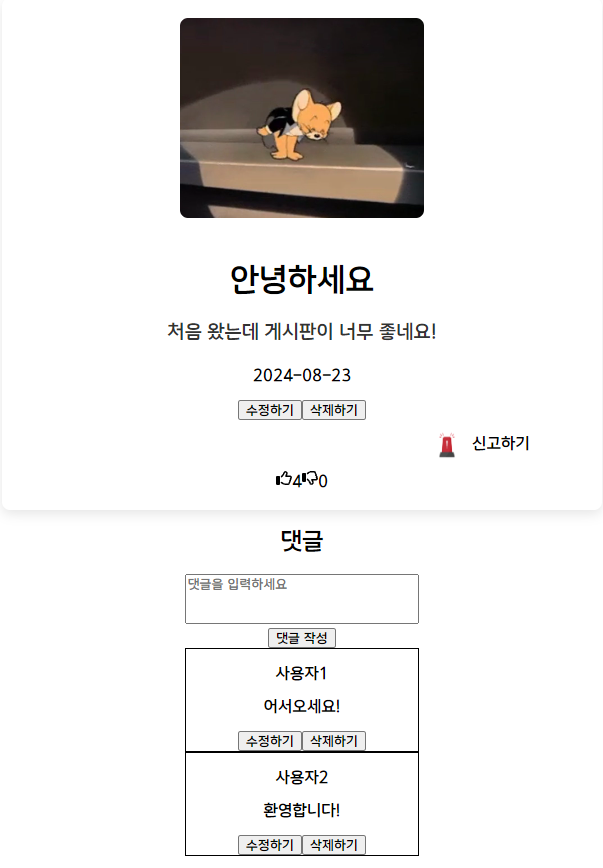 안녕하세요
처음 왔는데 게시판이 너무 좋네요!
2024-08-23
수정하기 삭제하기
신고하기
4 0
댓글
댓글을 입력하세요
댓글 작성
사용자1
어서오세요!
수정하기 삭제하기
사용자2
환영합니다!
수정하기 삭제하기